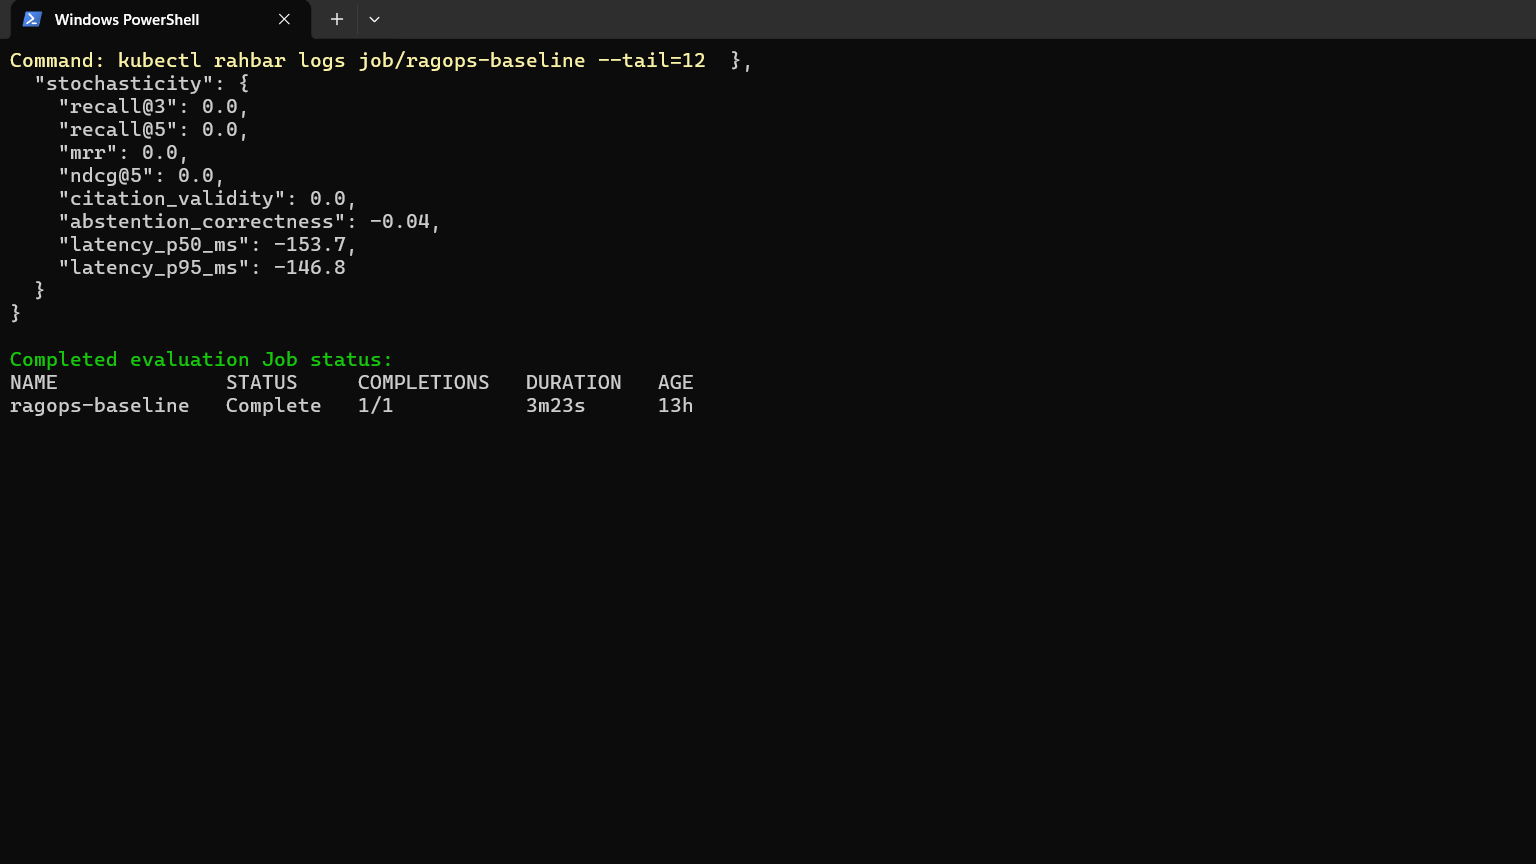 Windows PowerShell
Command: kubectl rahbar logs job/ragops-baseline --tail=12  },
  "stochasticity": {
    "recall@3": 0.0,
    "recall@5": 0.0,
    "mrr": 0.0,
    "ndcg@5": 0.0,
    "citation_validity": 0.0,
    "abstention_correctness": -0.04,
    "latency_p50_ms": -153.7,
    "latency_p95_ms": -146.8
  }
}
Completed evaluation Job status:
NAME              STATUS     COMPLETIONS   DURATION   AGE
ragops-baseline   Complete   1/1           3m23s      13h